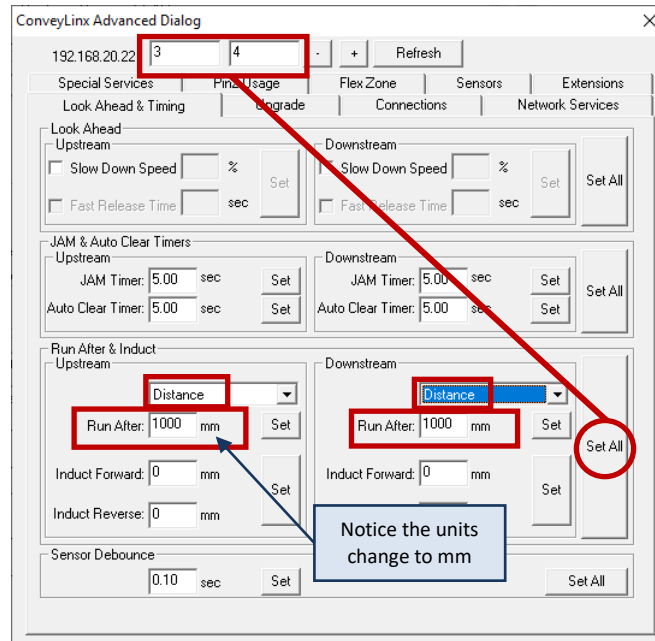 ConveyLinx Advanced Dialog
192.168.20.22 3 4 - + Refresh
Special Services Pin2 Usage Flex Zone Sensors Extensions
Look Ahead & Timing Upgrade Connections Network Services
Look Ahead
Upstream Downstream
Slow Down Speed % Set Slow Down Speed % Set Set All
Fast Release Time sec Fast Release Time sec
JAM & Auto Clear Timers
Upstream Downstream
JAM Timer: 5.00 sec Set JAM Timer: 5.00 sec Set Set All
Auto Clear Timer: 5.00 sec Set Auto Clear Timer: 5.00 sec Set
Run After & Induct
Upstream Downstream
Distance Distance
Run After: 1000 mm Set Run After: 1000 mm Set Set All
Induct Forward: 0 mm Set Induct Forward: 0 mm Set
Induct Reverse: 0 mm
Notice the units
change to mm
Sensor Debounce
0.10 sec Set Set All